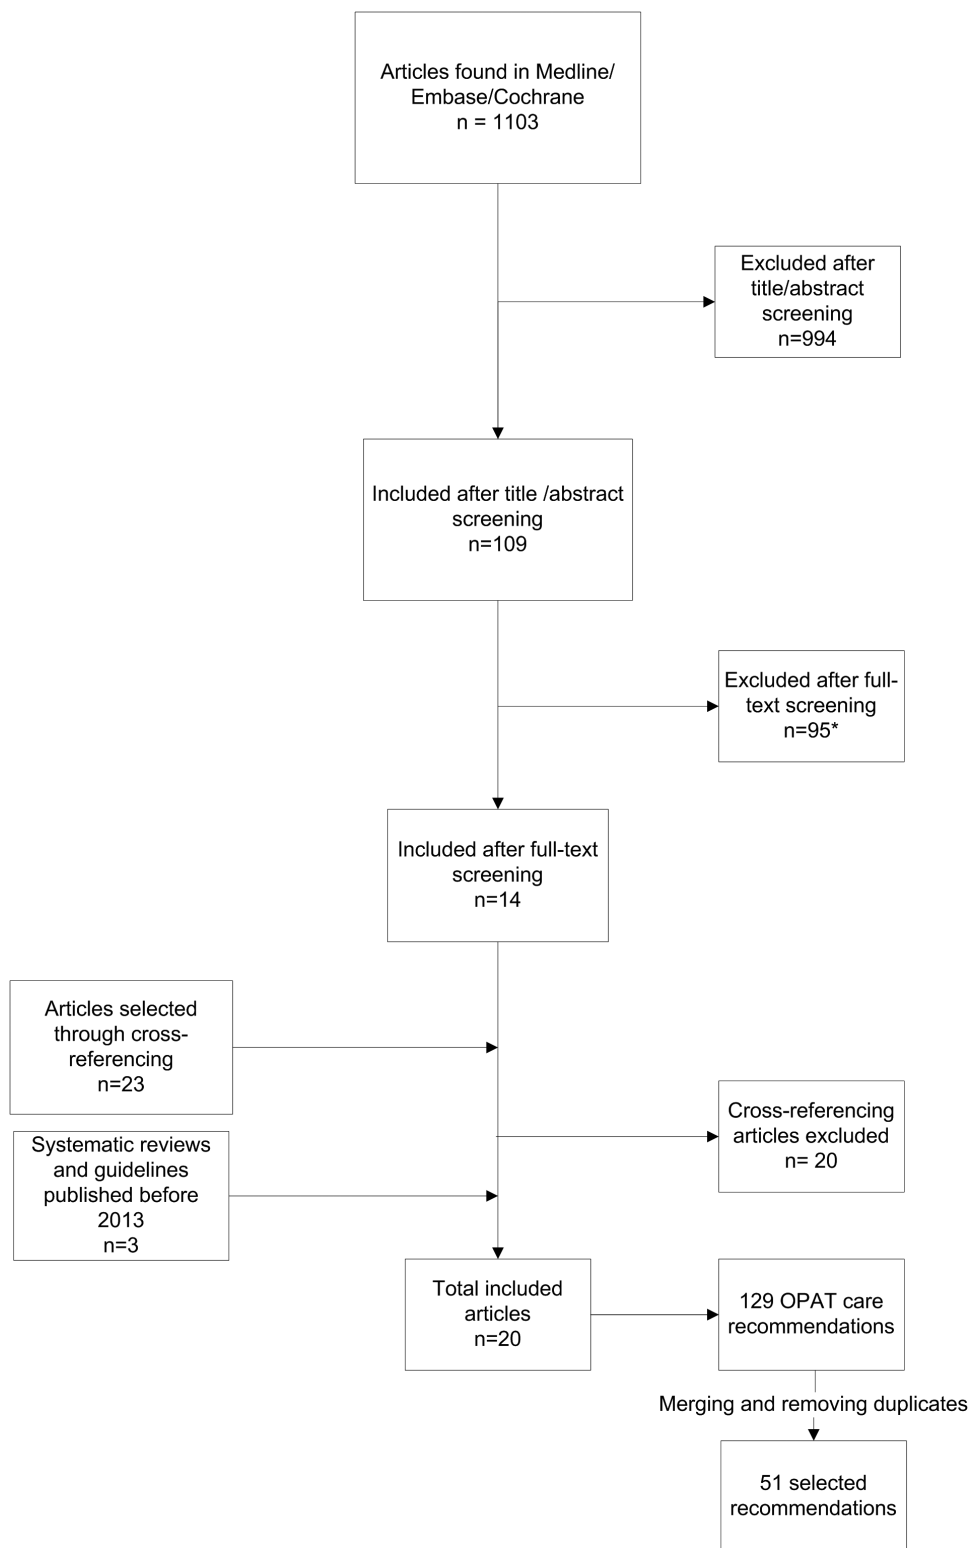 Articles found in Medline/
Embase/Cochrane
n = 1103
Excluded after
title/abstract
screening
n=994
Included after title /abstract
screening
n=109
Excluded after full-
text screening
n=95*
Included after full-text
screening
n=14
Articles selected
through cross-
referencing
n=23
Cross-referencing
articles excluded
n= 20
Systematic reviews
and guidelines
published before
2013
n=3
Total included
articles
n=20
129 OPAT care
recommendations
Merging and removing duplicates
51 selected
recommendations